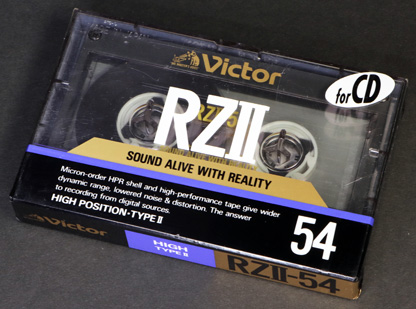 Victor
for CD
RZII
SOUND ALIVE WITH REALITY
Micron-order HPR shell and high-performance tape give wider
dynamic range, lowered noise & distortion. The answer
to recording from digital sources.
HIGH POSITION·TYPE II
54
Victor
HIGH
TYPE II
RZII-54